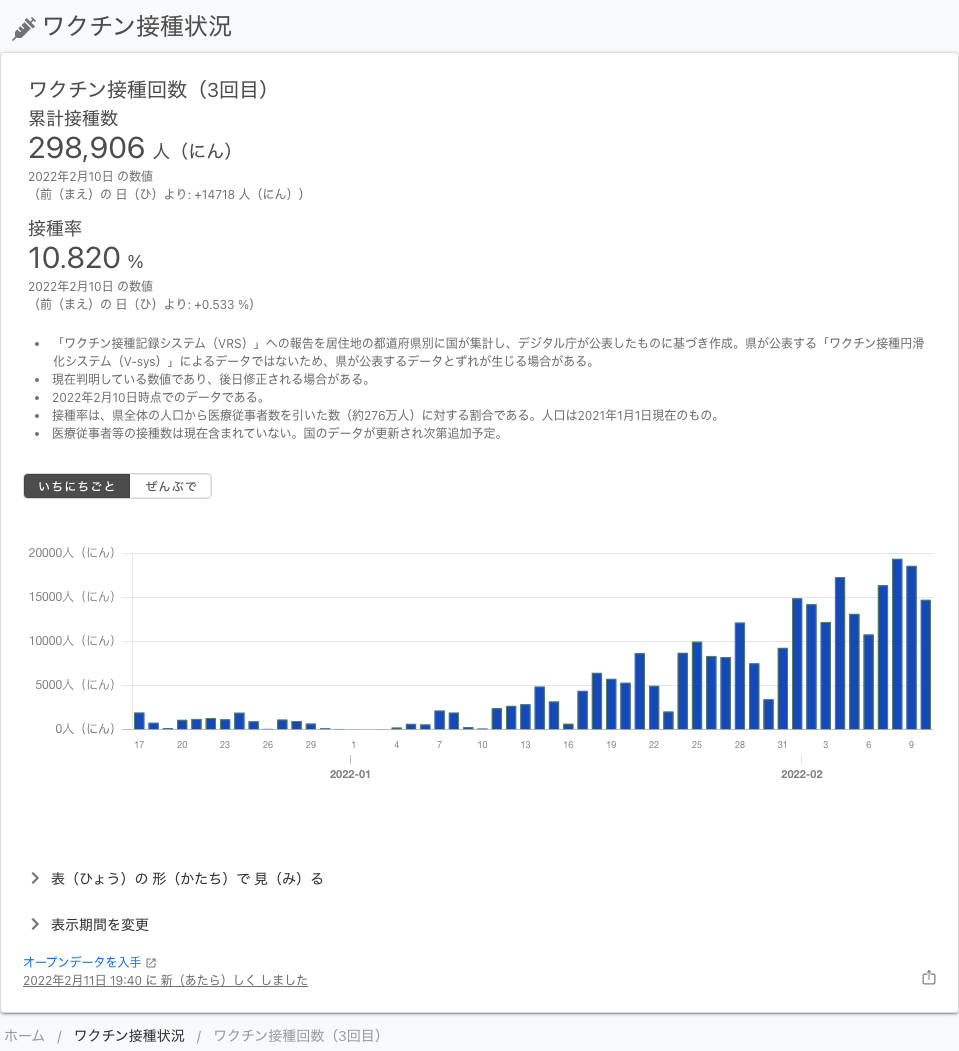 ワクチン接種状況
ワクチン接種回数（3回目）
累計接種数
298,906 人（にん）
2022年2月10日 の数値
（前（まえ）の 日（ひ）より: +14718 人（にん））
接種率
10.820 %
2022年2月10日 の数値
（前（まえ）の 日（ひ）より: +0.533 %）
「ワクチン接種記録システム（VRS）」への報告を居住地の都道府県別に国が集計し、デジタル庁が公表したものに基づき作成。県が公表する「ワクチン接種円滑
化システム（V-sys）」によるデータではないため、県が公表するデータとずれが生じる場合がある。
現在判明している数値であり、後日修正される場合がある。
2022年2月10日時点でのデータである。
接種率は、県全体の人口から医療従事者数を引いた数（約276万人）に対する割合である。人口は2021年1月1日現在のもの。
医療従事者等の接種数は現在含まれていない。国のデータが更新され次第追加予定。
いちにちごと ぜんぶで
20000人（にん）
15000人（にん）
10000人（にん）
5000人（にん）
0人（にん）
17 20 23 26 29 1 4 7 10 13 16 19 22 25 28 31 3 6 9
2022-01 2022-02
表（ひょう）の 形（かたち）で 見（み）る
表示期間を変更
オープンデータを入手
2022年2月11日 19:40 に 新（あたら）しく しました
ホーム / ワクチン接種状況 / ワクチン接種回数（3回目）